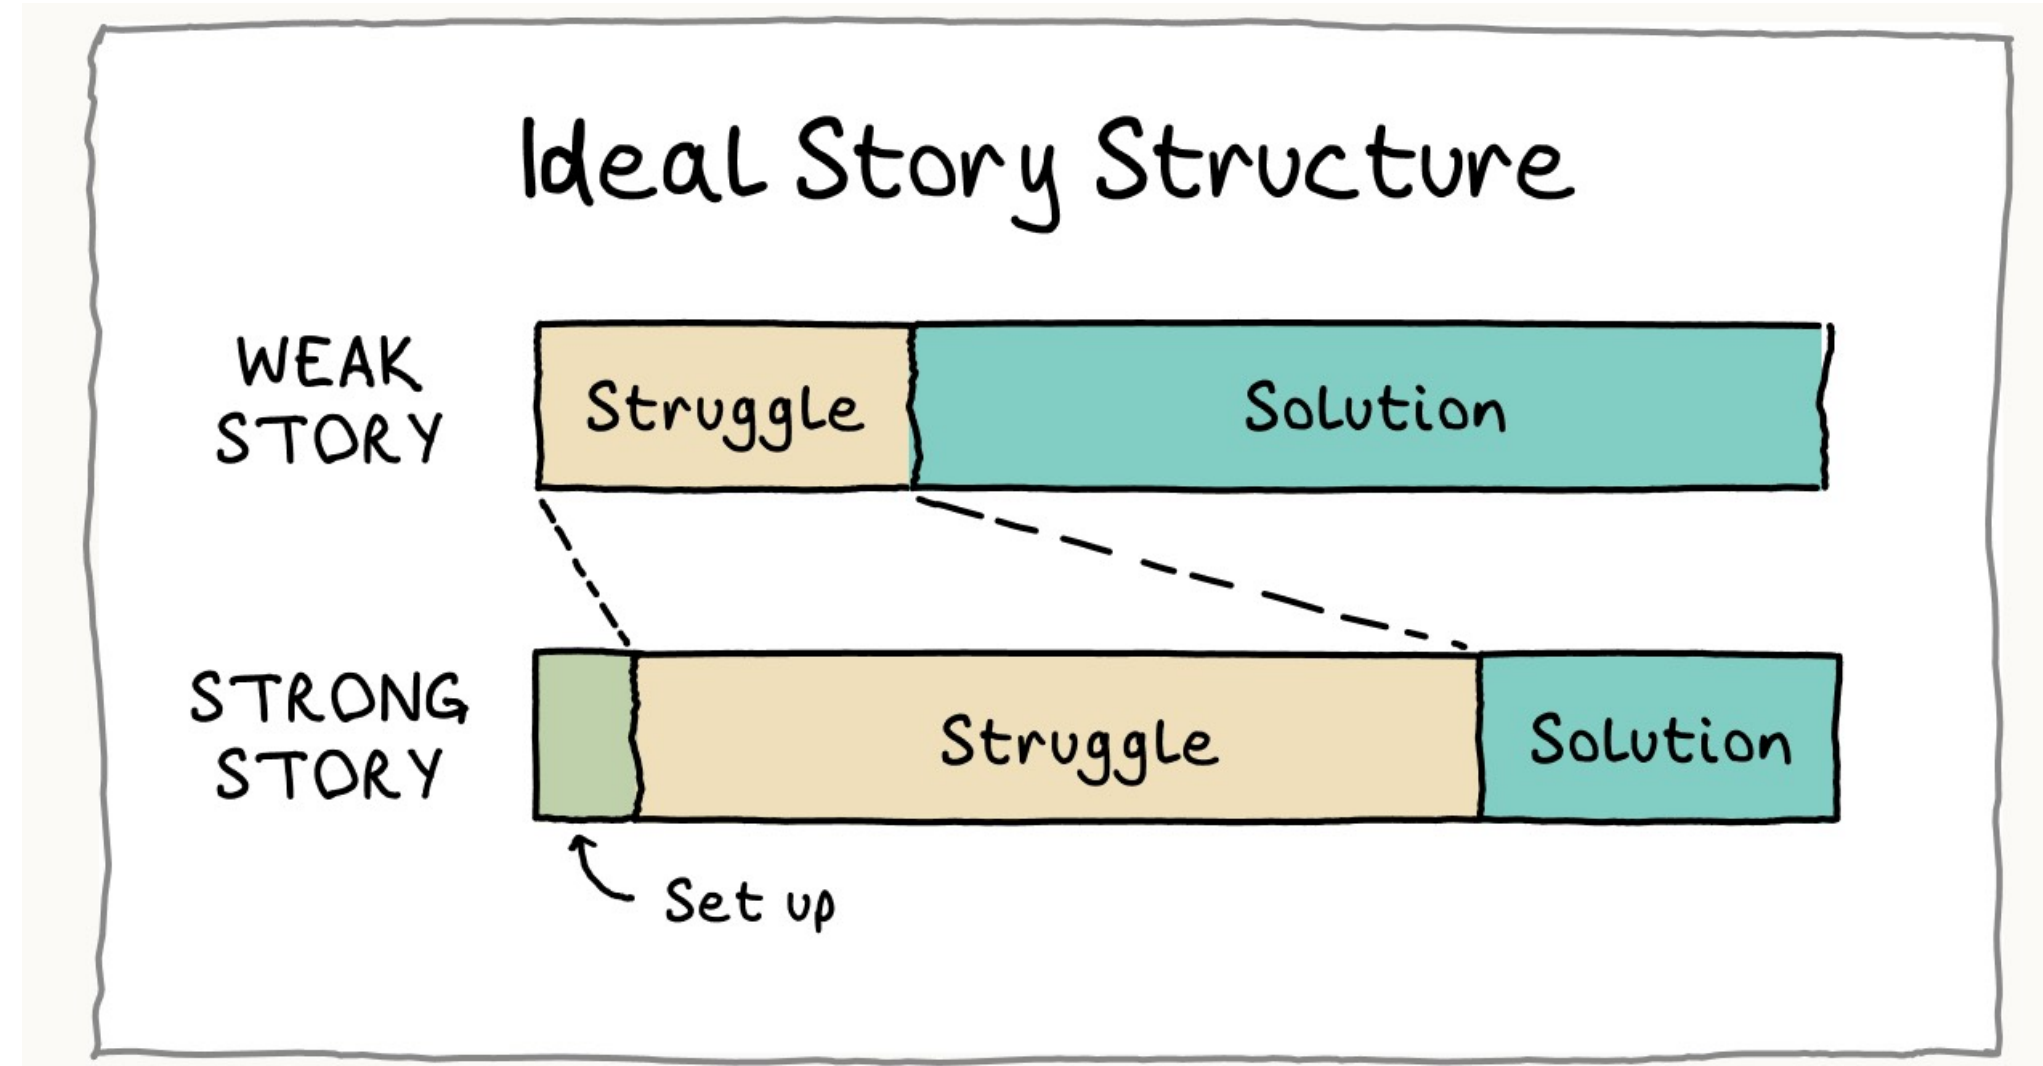 Ideal Story Structure
WEAK
STORY
Struggle
Solution
STRONG
STORY
Struggle
Solution
Set up